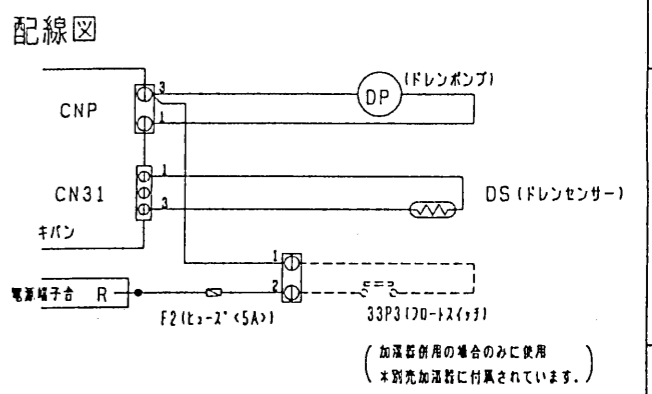 配線図
3 (ドレンポンプ)
CNP DP
1
1
CN31 DS (ドレンセンサー)
3
キバン
1
電源端子台 R 2
F2(ヒューズ <5A>) 33P3(フロートスイッチ)
加湿器併用の場合のみに使用
*別売加湿器に付属されています.